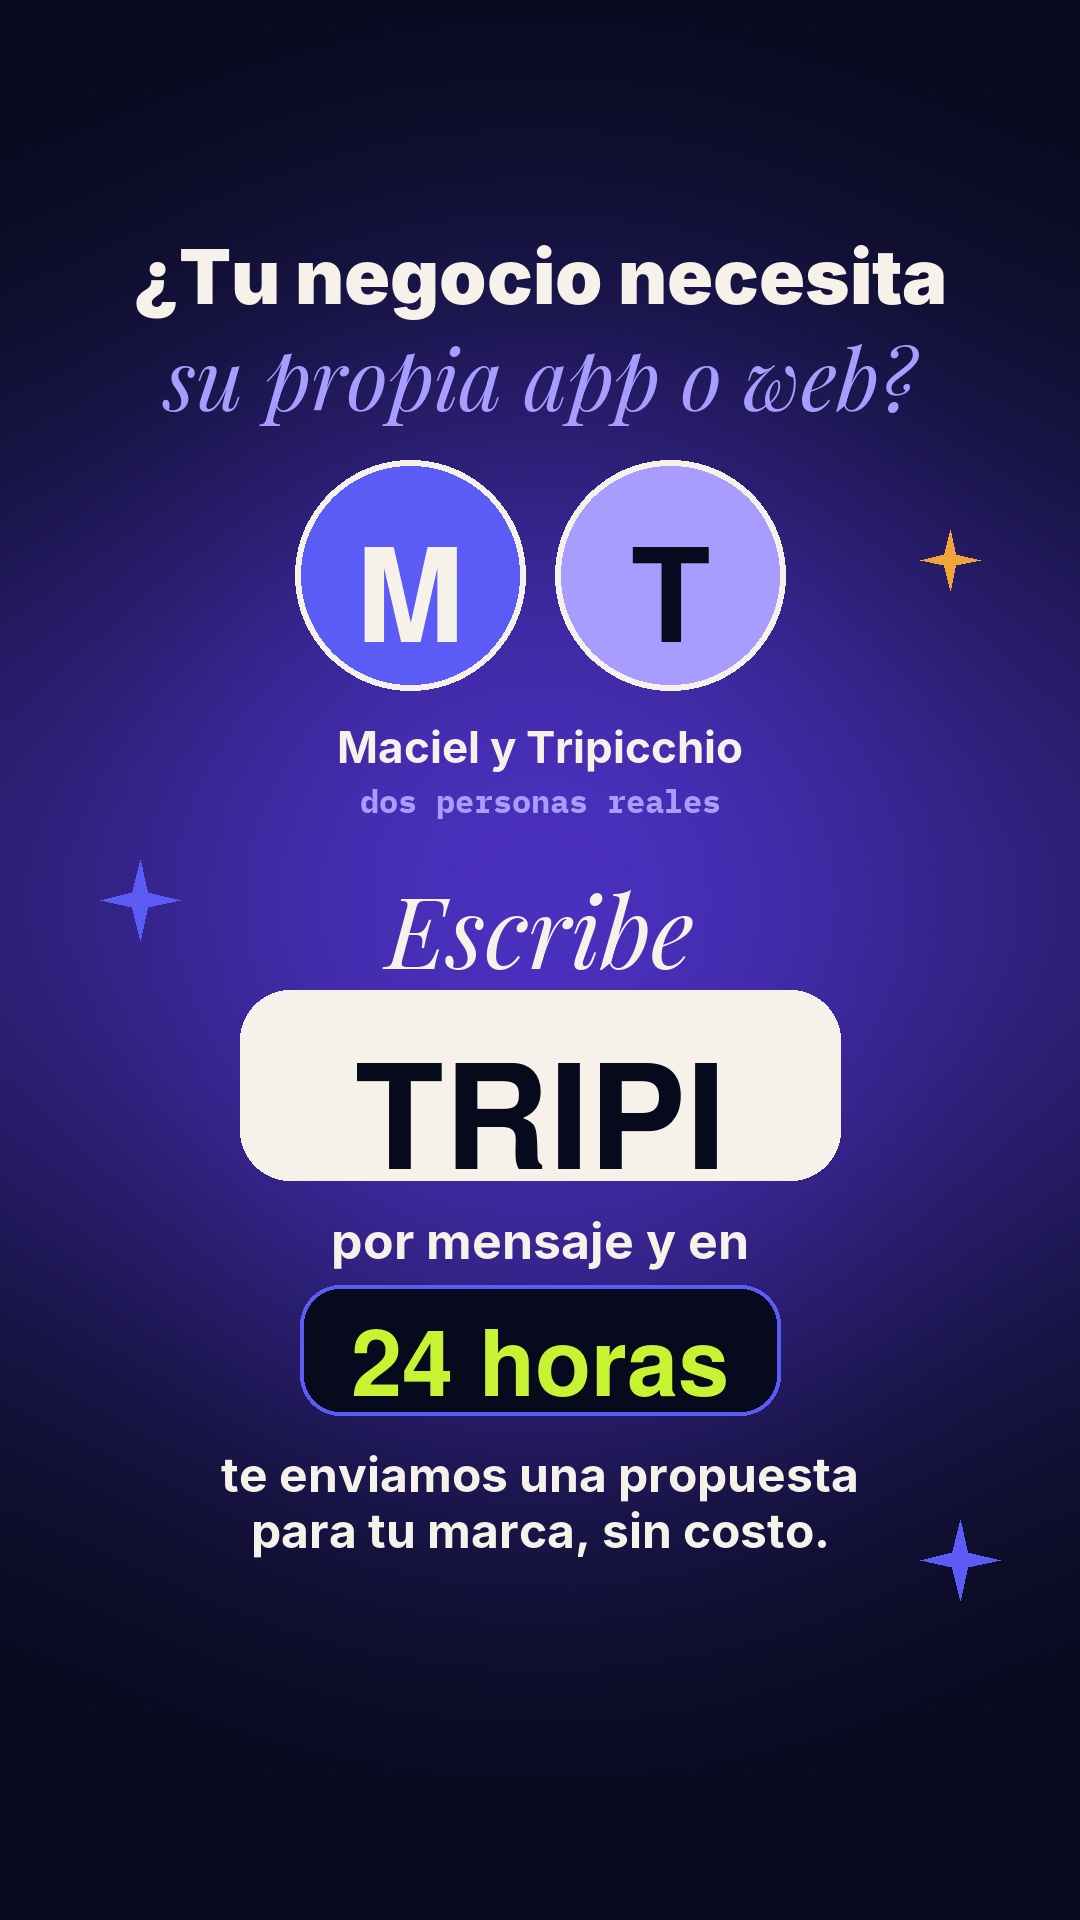 ¿Tu negocio necesita
su propia app o web?
M T
Maciel y Tripicchio
dos personas reales
Escribe
TRIPI
por mensaje y en
24 horas
te enviamos una propuesta
para tu marca, sin costo.